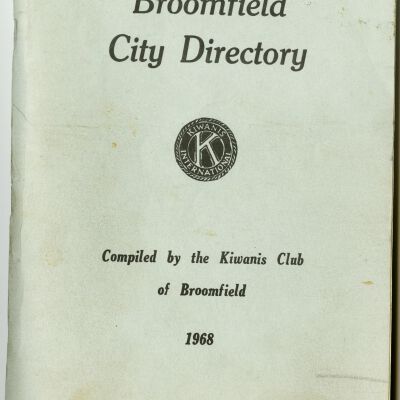 Broomfield
City Directory
KIWANIS
K
INTERNATIONAL
Compiled by the Kiwanis Club
of Broomfield
1968